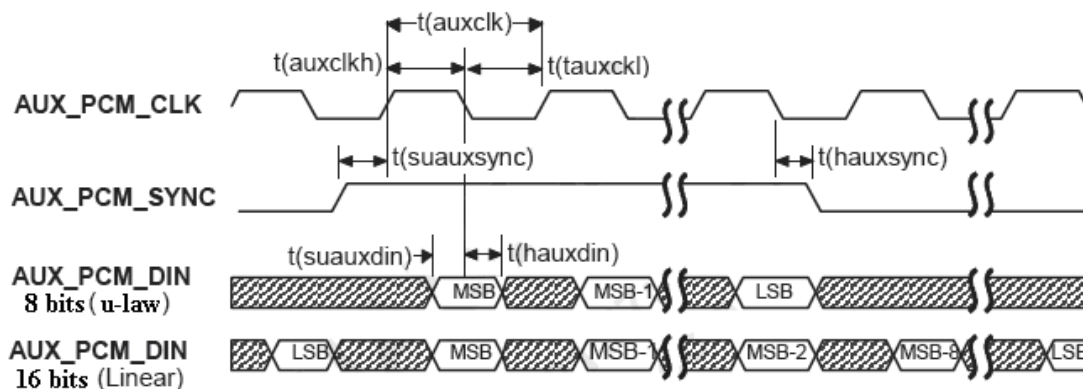 t(auxclk)
t(auxclkh)
t(tauxckl)
AUX_PCM_CLK
t(suauxsync)
t(hauxsync)
AUX_PCM_SYNC
t(suauxdin)
t(hauxdin)
AUX_PCM_DIN
8 bits (u-law)
MSB MSB-1 LSB
AUX_PCM_DIN
16 bits (Linear)
LSB MSB MSB-1 MSB-2 MSB-8 LSB